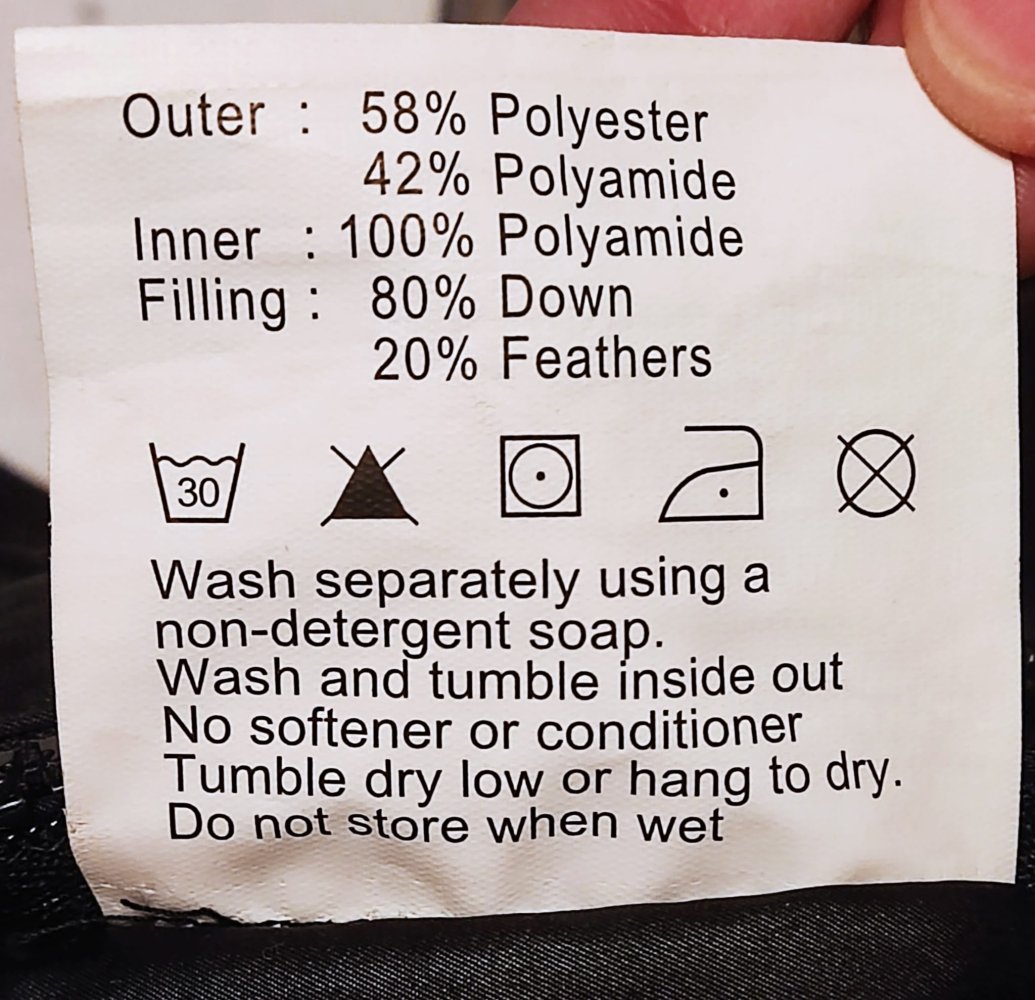 Outer : 58% Polyester
42% Polyamide
Inner : 100% Polyamide
Filling : 80% Down
20% Feathers
30
Wash separately using a
non-detergent soap.
Wash and tumble inside out
No softener or conditioner
Tumble dry low or hang to dry.
Do not store when wet